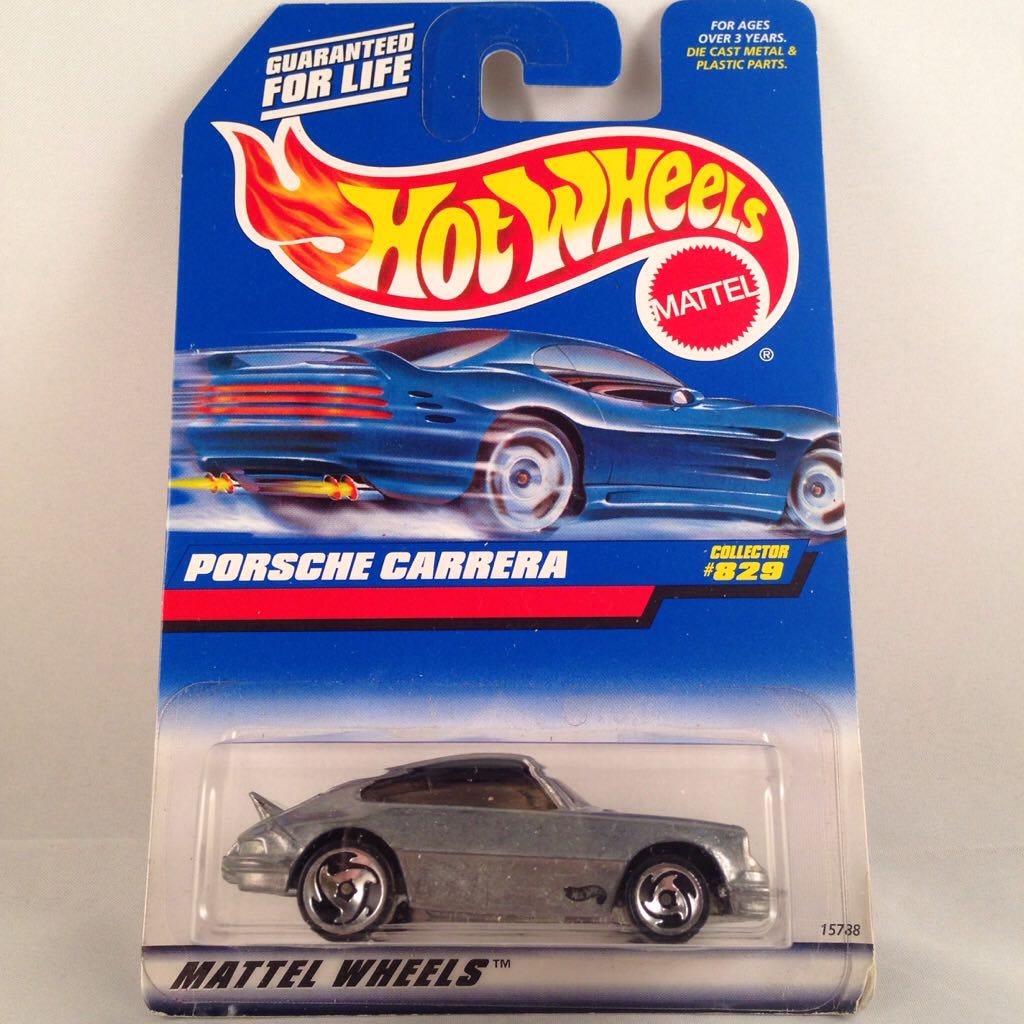 GUARANTEED
FOR LIFE
FOR AGES
OVER 3 YEARS.
DIE CAST METAL &
PLASTIC PARTS.
HOT WHEELS
MATTEL
®
PORSCHE CARRERA
COLLECTOR
#829
15788
MATTEL WHEELS™